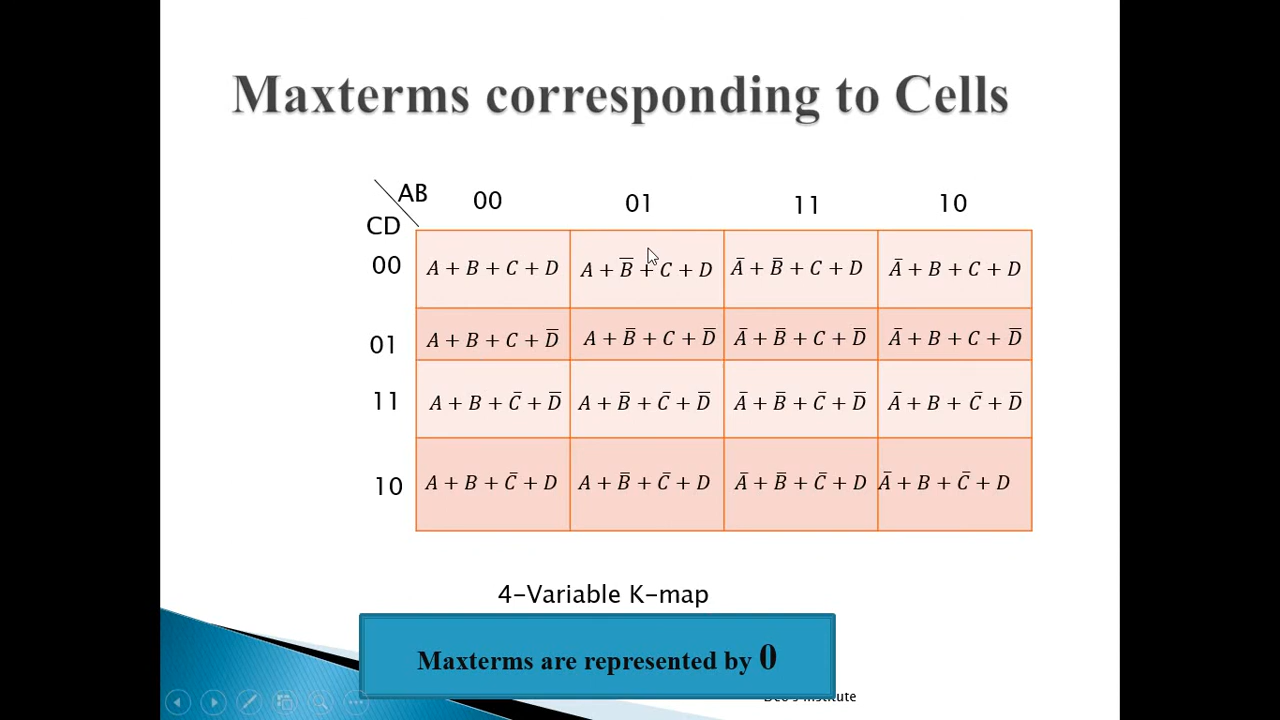 Maxterms corresponding to Cells
AB
CD
00 01 11 10
00 A + B + C + D A + B̅ + C + D A̅ + B̅ + C + D A̅ + B + C + D
01 A + B + C + D̅ A + B̅ + C + D̅ A̅ + B̅ + C + D̅ A̅ + B + C + D̅
11 A + B + C̅ + D̅ A + B̅ + C̅ + D̅ A̅ + B̅ + C̅ + D̅ A̅ + B + C̅ + D̅
10 A + B + C̅ + D A + B̅ + C̅ + D A̅ + B̅ + C̅ + D A̅ + B + C̅ + D
4-Variable K-map
Maxterms are represented by 0
Institute